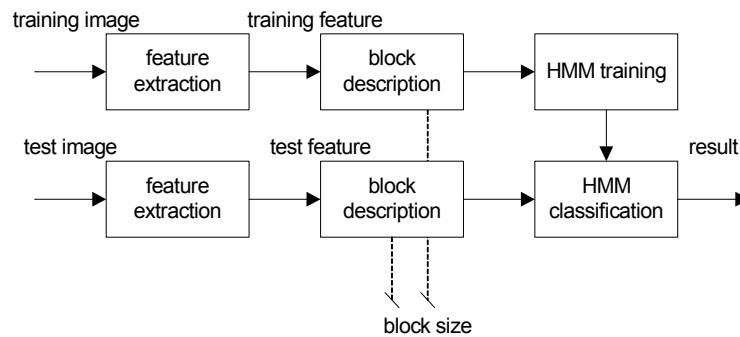 training image
training feature
feature
extraction
block
description
HMM training
test image
test feature
result
feature
extraction
block
description
HMM
classification
block size